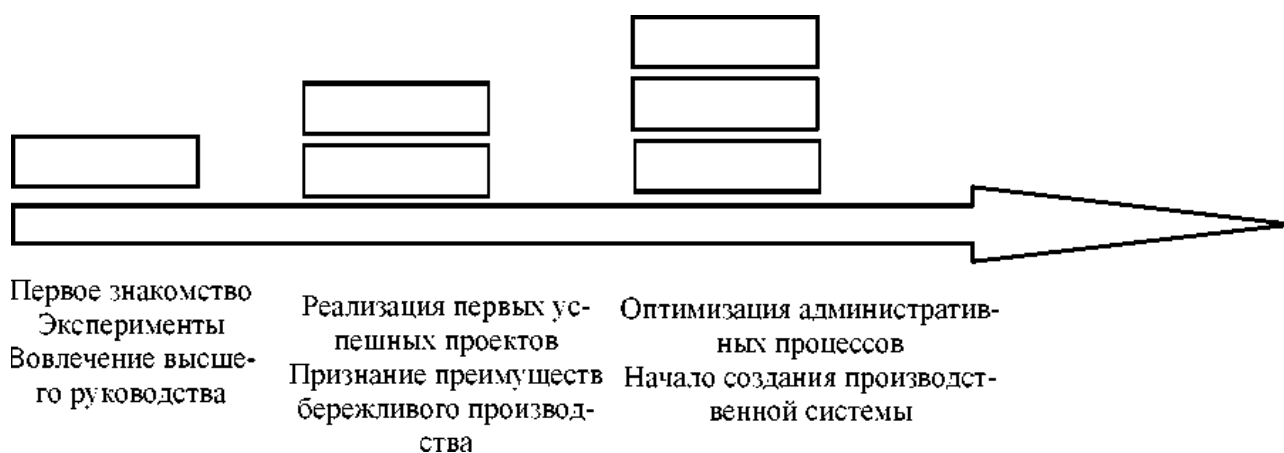 Первое знакомство
Эксперименты
Вовлечение высше-
го руководства
Реализация первых ус-
пешных проектов
Признание преимуществ
бережливого производ-
ства
Оптимизация административ-
ных процессов
Начало создания производст-
венной системы